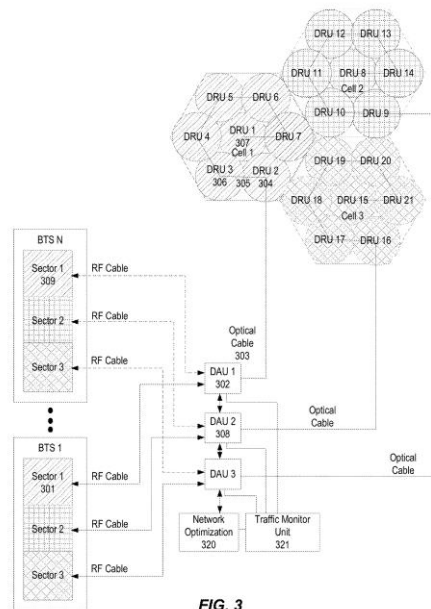 DRU 12
DRU 13
DRU 11
DRU 8
DRU 14
Cell 2
DRU 10
DRU 9
DRU 5
DRU 6
DRU 4
DRU 1
307
DRU 7
Cell 1
DRU 3
306
305
DRU 2
304
DRU 19
DRU 20
DRU 18
DRU 15
DRU 21
Cell 3
DRU 17
DRU 16
BTS N
Sector 1
309
RF Cable
Sector 2
RF Cable
Sector 3
RF Cable
Optical
Cable
303
DAU 1
302
DAU 2
308
Optical
Cable
DAU 3
Optical
Cable
BTS 1
Sector 1
301
RF Cable
Sector 2
RF Cable
Sector 3
RF Cable
Network
Optimization
320
Traffic Monitor
Unit
321
FIG. 3